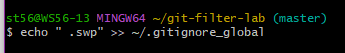 st56@WS56-13 MINGW64 ~/git-filter-lab (master)
$ echo " .swp" >> ~/.gitignore_global